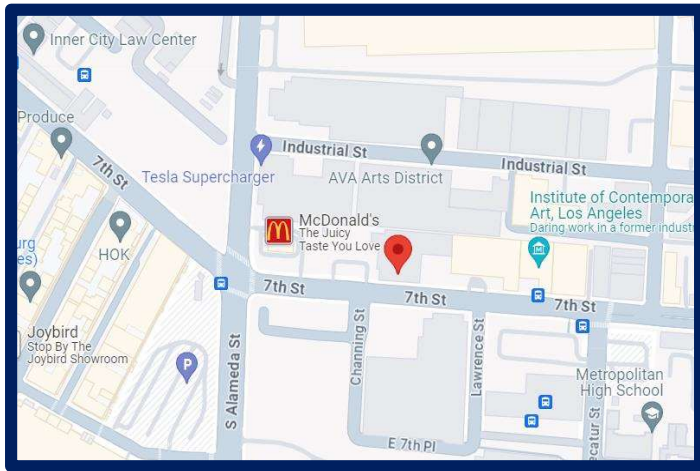 Inner City Law Center
Produce
7th St
Tesla Supercharger
Industrial St
AVA Arts District
Industrial St
Institute of Contempora
Art, Los Angeles
Daring work in a former indust
McDonald's
The Juicy
Taste You Love
HOK
urg
es)
7th St
7th St
7th St
Joybird
Stop By The
Joybird Showroom
P
S Alameda St
Channing St
Lawrence St
ecatur St
Metropolitan
High School
E 7th Pl